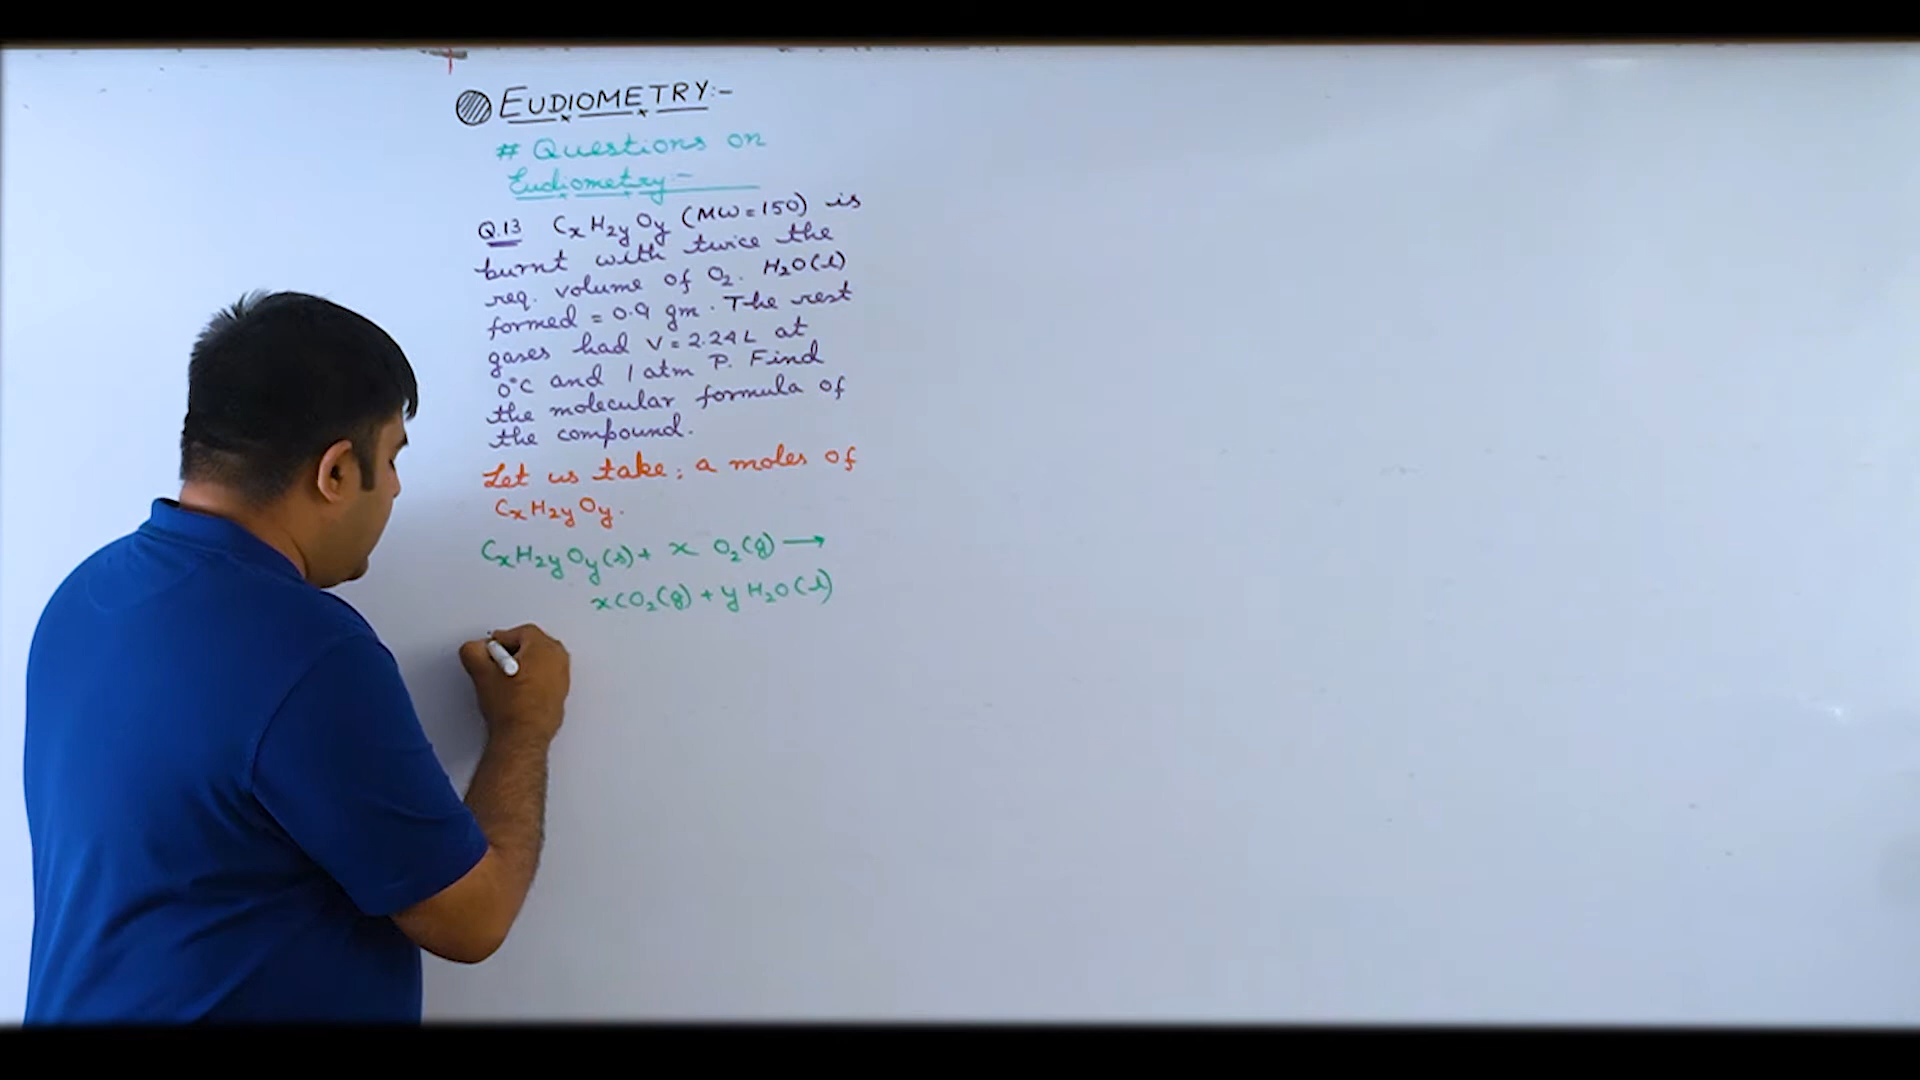 EUDIOMETRY:-
# Questions on
Eudiometry:-
Q.13 CxH2yOy (MW=150) is
burnt with twice the
req. volume of O2. H2O(l)
formed = 0.9 gm. The rest
gases had V=2.24L at
0°C and 1 atm P. Find
the molecular formula of
the compound.
Let us take; a moles of
CxH2yOy.
CxH2yOy(s) + x O2(g) →
xCO2(g) + y H2O(l)